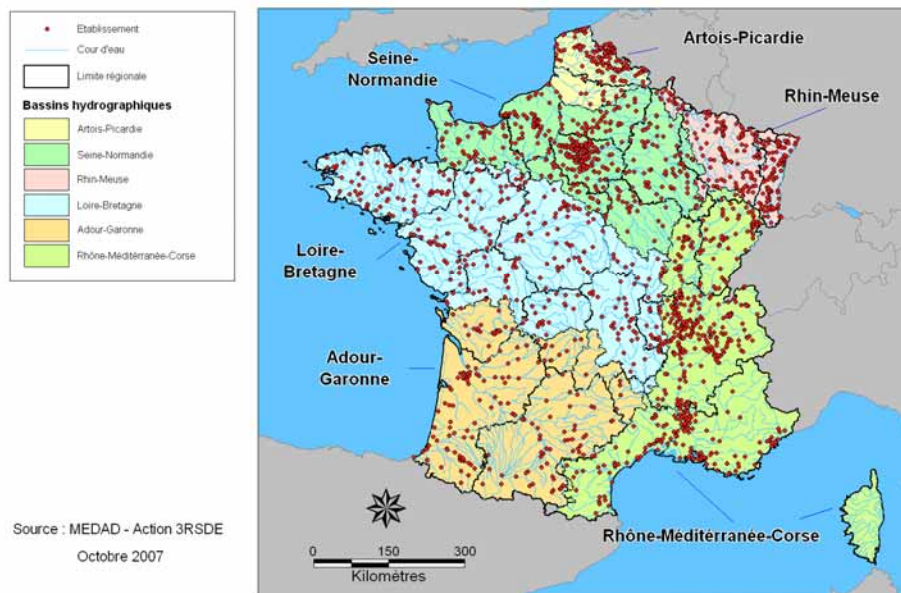 Etablissement
Cour d'eau
Limite régionale
Bassins hydrographiques
Artois-Picardie
Seine-Normandie
Rhin-Meuse
Loire-Bretagne
Adour-Garonne
Rhône-Méditérranée-Corse
Source : MEDAD - Action 3RSDE
Octobre 2007
Artois-Picardie
Seine-
Normandie
Rhin-Meuse
Loire-
Bretagne
Adour-
Garonne
Rhône-Méditérranée-Corse
0 150 300
Kilométres